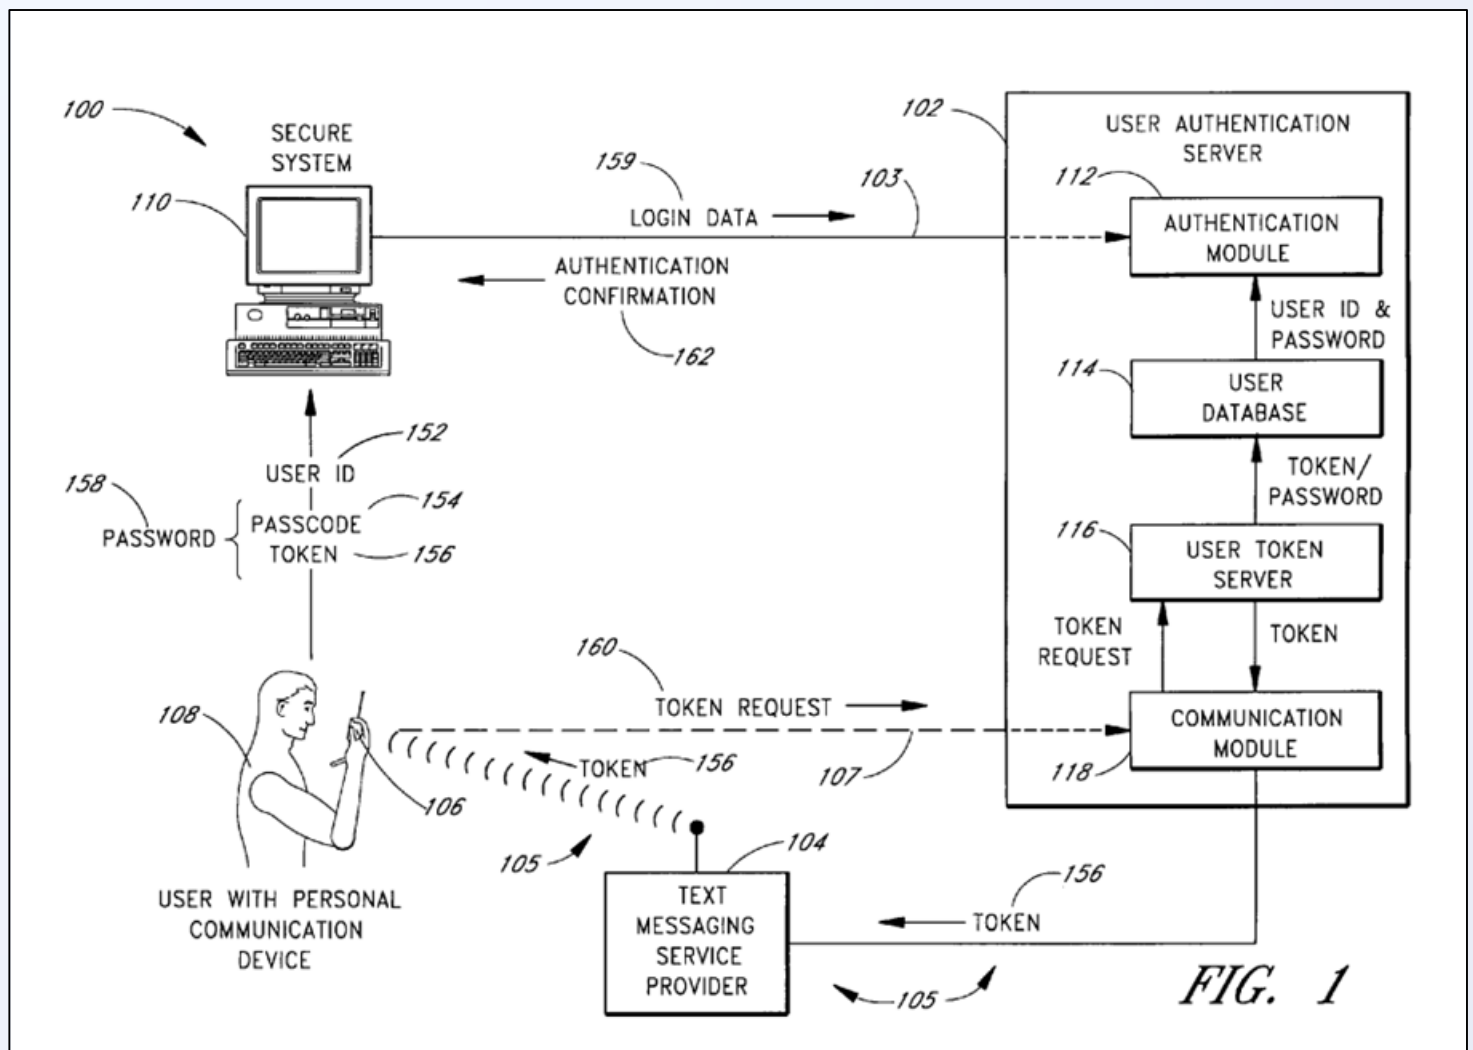 100
SECURE
SYSTEM
110
159
LOGIN DATA
103
AUTHENTICATION
CONFIRMATION
162
102
USER AUTHENTICATION
SERVER
112
AUTHENTICATION
MODULE
USER ID &
PASSWORD
114
USER
DATABASE
TOKEN/
PASSWORD
116
USER TOKEN
SERVER
TOKEN
REQUEST
TOKEN
COMMUNICATION
MODULE
118
152
USER ID
158
154
PASSCODE
PASSWORD
TOKEN
156
160
TOKEN REQUEST
108
TOKEN
156
107
106
105
104
TEXT
MESSAGING
SERVICE
PROVIDER
156
TOKEN
105
USER WITH PERSONAL
COMMUNICATION
DEVICE
FIG. 1